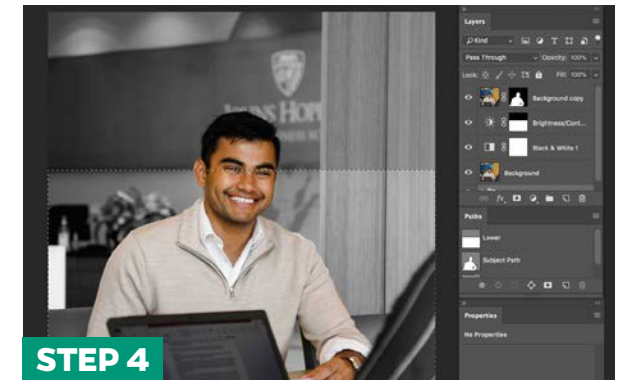 Layers
Kind
Pass Through
Opacity: 100%
Lock:
Fill: 100%
Background copy
Brightness/Cont...
Black & White 1
Background
fx
Paths
Lower
Subject Path
Properties
No Properties
STEP 4